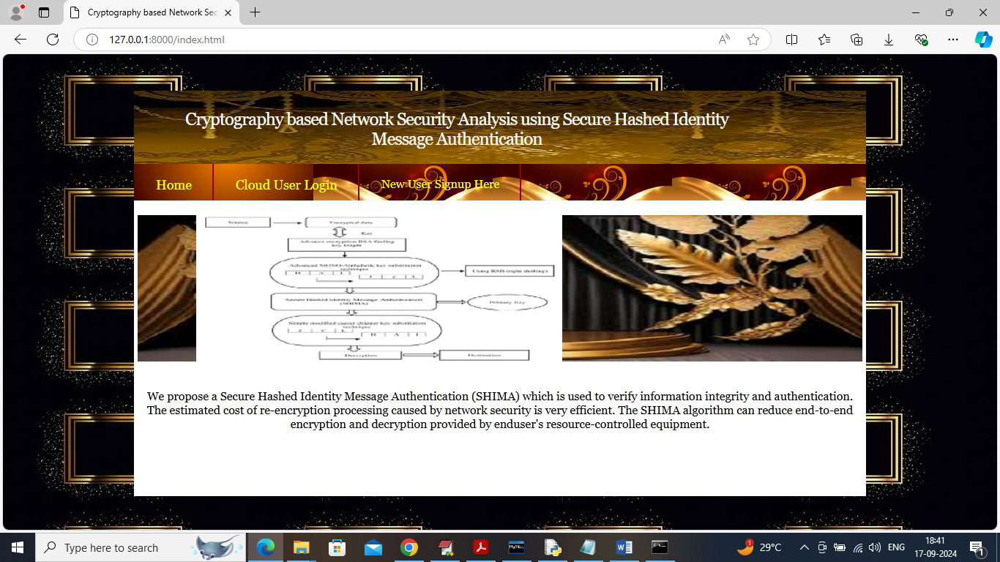 Cryptography based Network Sec
127.0.0.1:8000/index.html
Cryptography based Network Security Analysis using Secure Hashed Identity
Message Authentication
Home
Cloud User Login
New User Signup Here
Source
Encrypted data
Key
Advance encryption RSA finding
key length
Advanced MONO-Alphabetic key substitution
technique
H A I
J C L
Using RSB(right shifting)
Secure Hashed Identity Message Authentication
(SHIMA)
Primary Key
Simple modified caeser chipper key substitution
technique
J C L
H A I
Decryption
Destination
We propose a Secure Hashed Identity Message Authentication (SHIMA) which is used to verify information integrity and authentication.
The estimated cost of re-encryption processing caused by network security is very efficient. The SHIMA algorithm can reduce end-to-end
encryption and decryption provided by enduser's resource-controlled equipment.
Type here to search
MySQL
1
29°C
ENG
18:41
17-09-2024
1